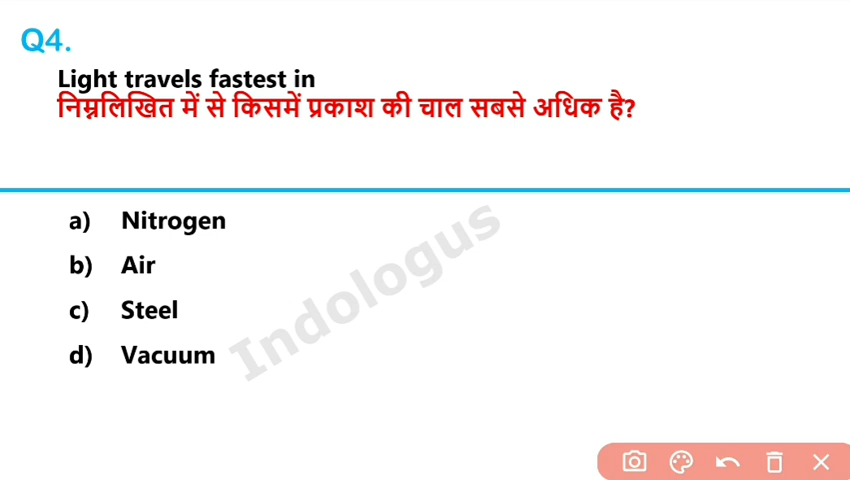 Q4.
Light travels fastest in
निम्नलिखित में से किसमें प्रकाश की चाल सबसे अधिक है?
a) Nitrogen
b) Air
c) Steel
d) Vacuum
Indologus